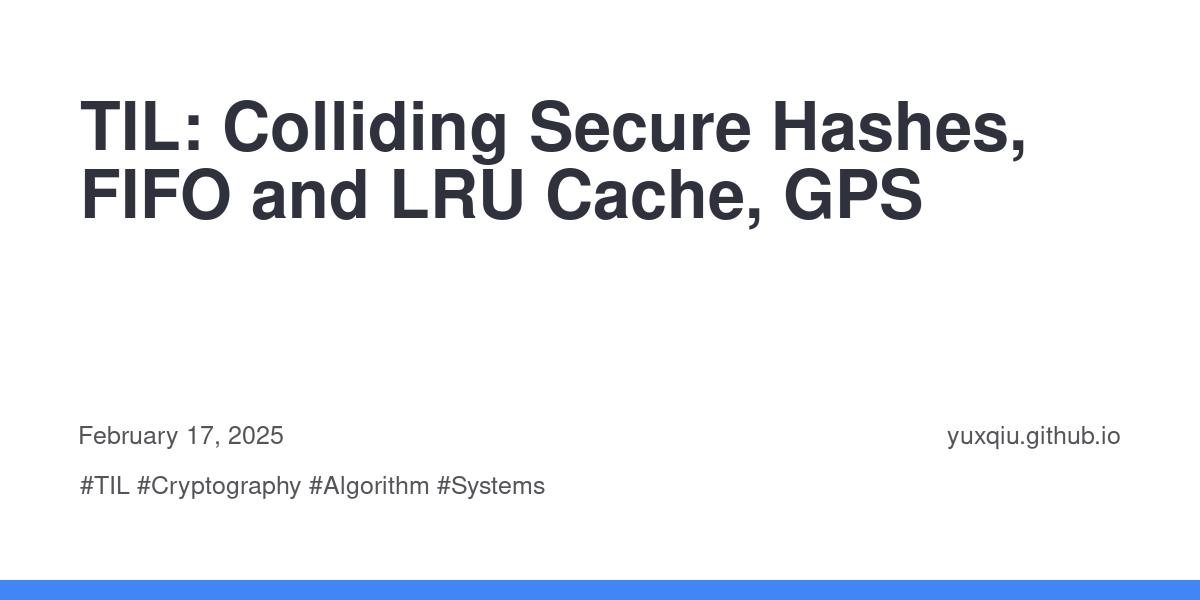 TIL: Colliding Secure Hashes,
FIFO and LRU Cache, GPS
February 17, 2025
yuxqiu.github.io
#TIL #Cryptography #Algorithm #Systems